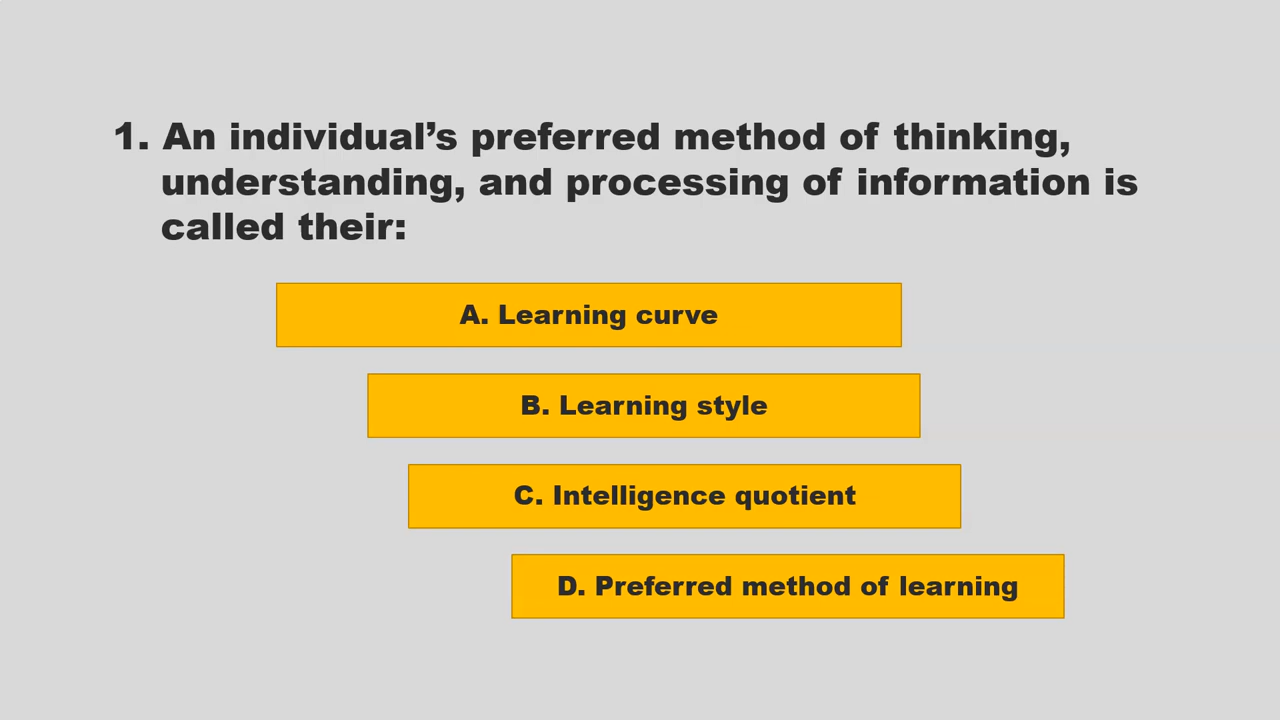 1. An individual’s preferred method of thinking,
understanding, and processing of information is
called their:
A. Learning curve
B. Learning style
C. Intelligence quotient
D. Preferred method of learning